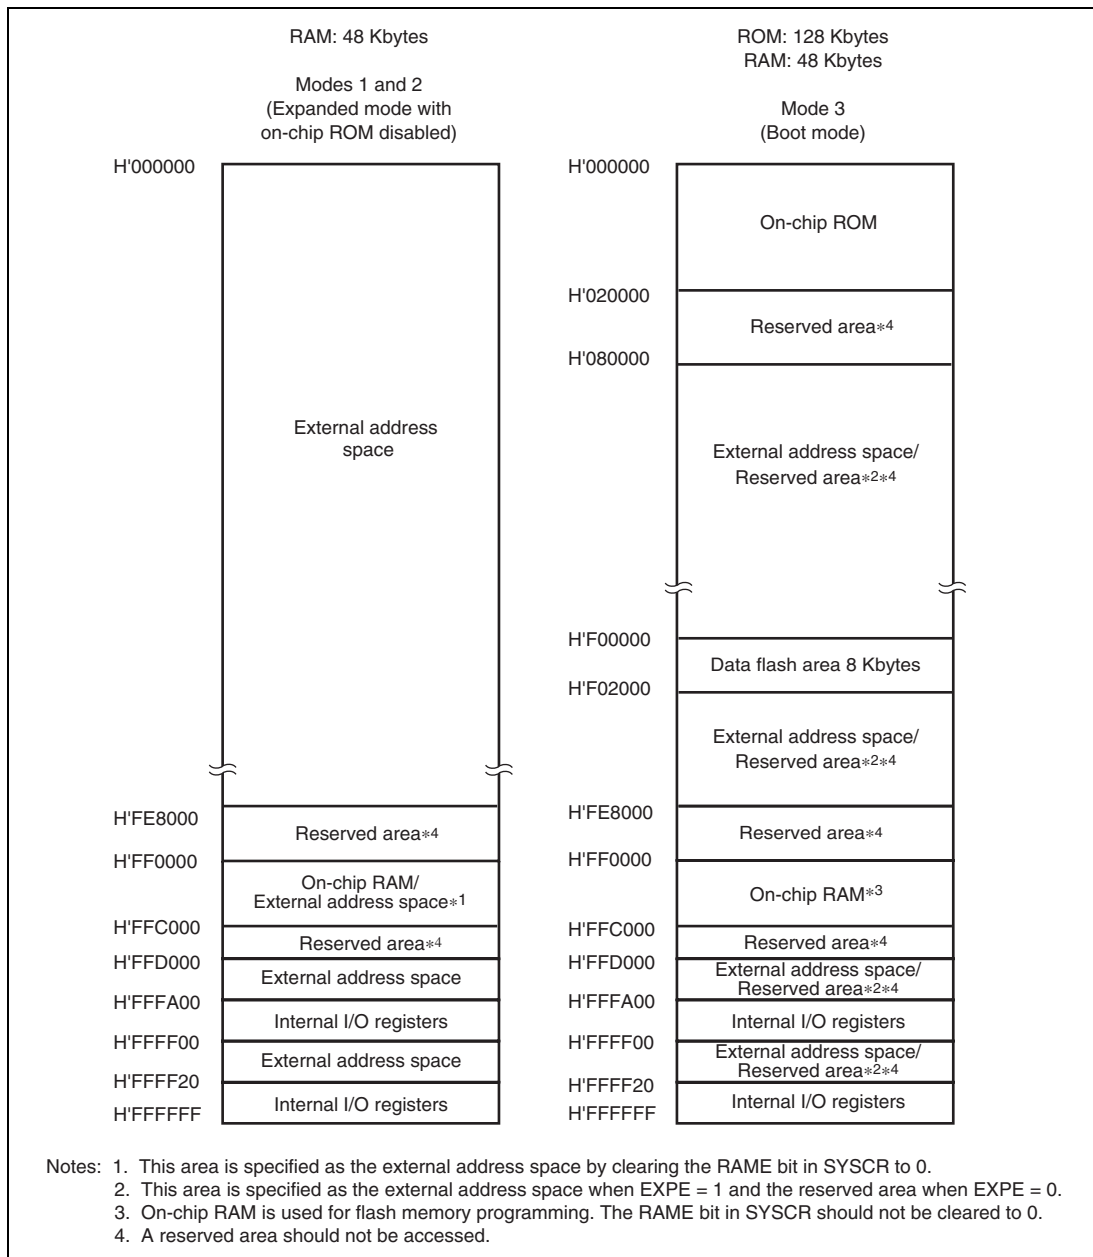 RAM: 48 Kbytes
Modes 1 and 2
(Expanded mode with
on-chip ROM disabled)
H'000000
External address
space
H'FE8000
Reserved area*4
H'FF0000
On-chip RAM/
External address space*1
H'FFC000
Reserved area*4
H'FFD000
External address space
H'FFFA00
Internal I/O registers
H'FFFF00
External address space
H'FFFF20
Internal I/O registers
H'FFFFFF
ROM: 128 Kbytes
RAM: 48 Kbytes
Mode 3
(Boot mode)
H'000000
On-chip ROM
H'020000
Reserved area*4
H'080000
External address space/
Reserved area*2*4
H'F00000
Data flash area 8 Kbytes
H'F02000
External address space/
Reserved area*2*4
H'FE8000
Reserved area*4
H'FF0000
On-chip RAM*3
H'FFC000
Reserved area*4
H'FFD000
External address space/
Reserved area*2*4
H'FFFA00
Internal I/O registers
H'FFFF00
External address space/
Reserved area*2*4
H'FFFF20
Internal I/O registers
H'FFFFFF
Notes: 1. This area is specified as the external address space by clearing the RAME bit in SYSCR to 0.
2. This area is specified as the external address space when EXPE = 1 and the reserved area when EXPE = 0.
3. On-chip RAM is used for flash memory programming. The RAME bit in SYSCR should not be cleared to 0.
4. A reserved area should not be accessed.